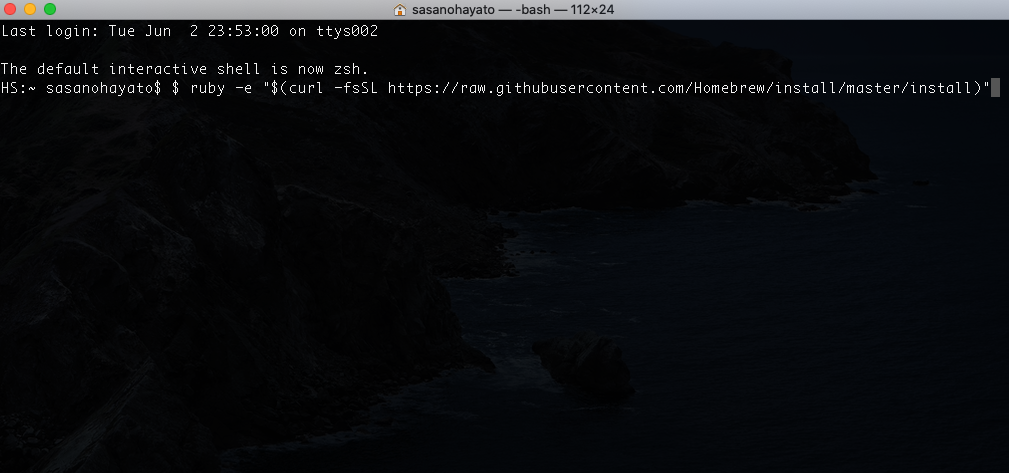 sasanohayato — -bash — 112×24
Last login: Tue Jun  2 23:53:00 on ttys002
The default interactive shell is now zsh.
HS:~ sasanohayato$ $ ruby -e "$(curl -fsSL https://raw.githubusercontent.com/Homebrew/install/master/install)"